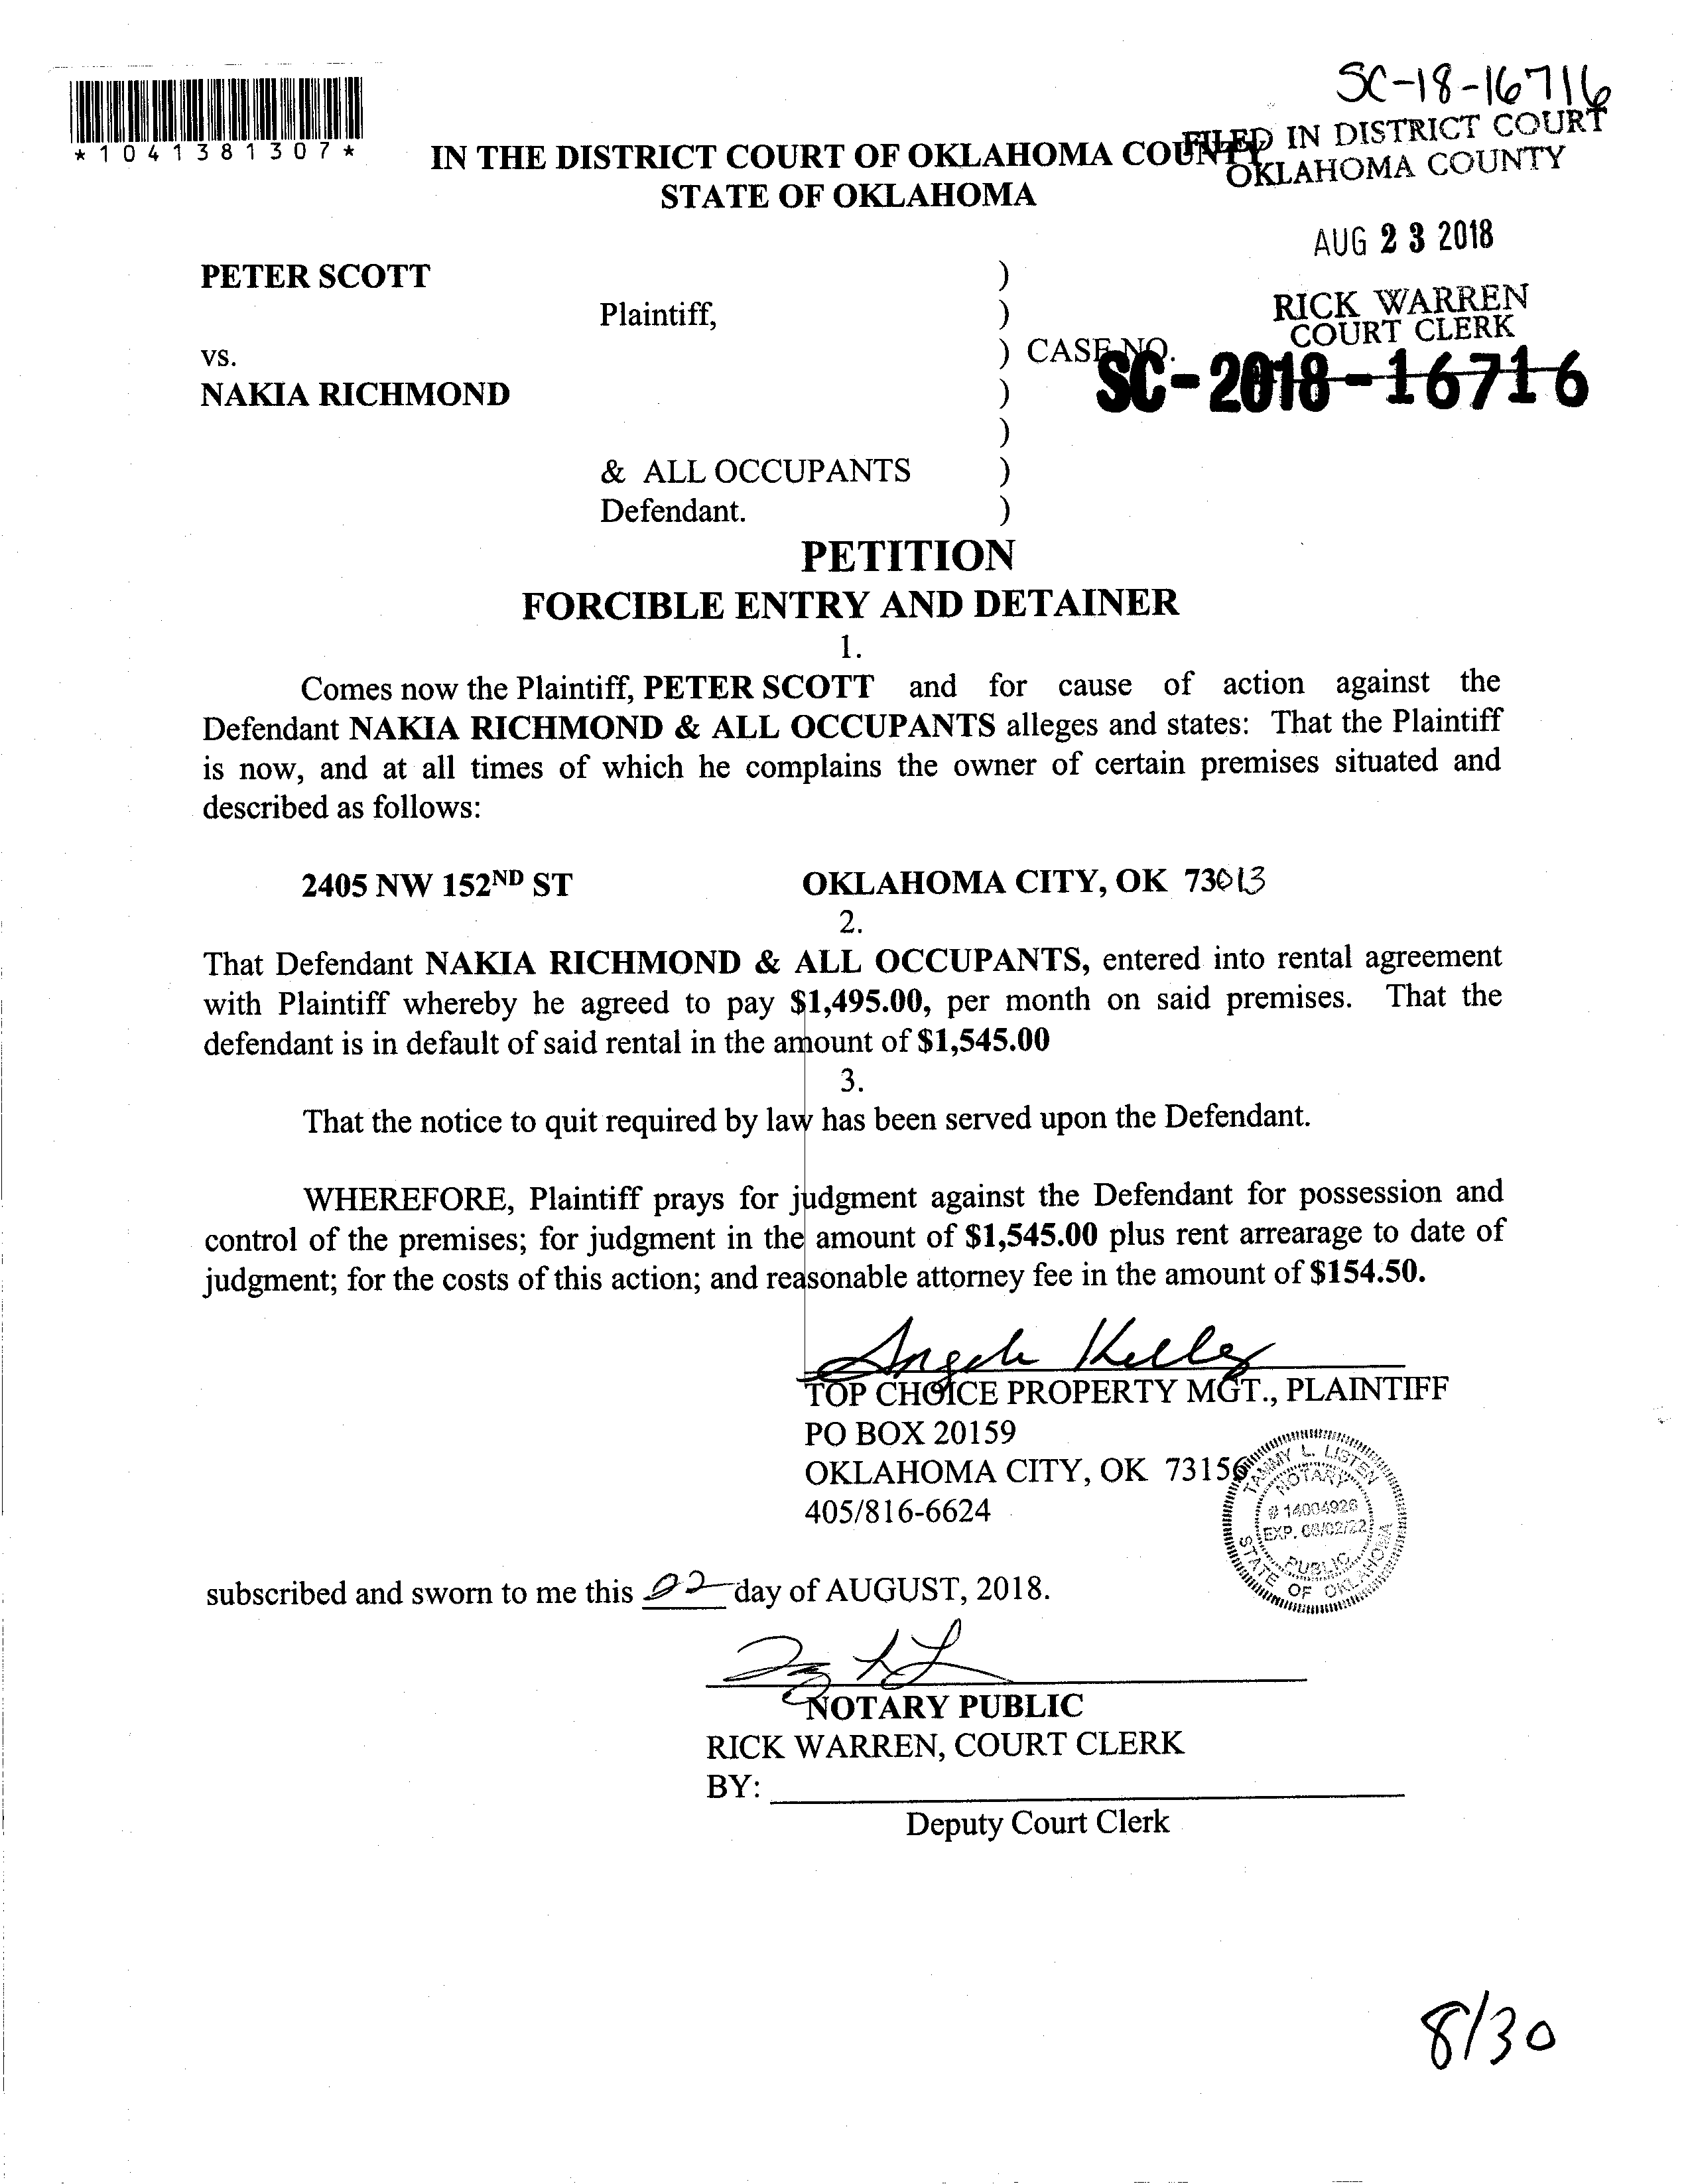 SC-18-16716
*1041381307*
IN THE DISTRICT COURT OF OKLAHOMA COUNTY
STATE OF OKLAHOMA
FILED IN DISTRICT COURT
OKLAHOMA COUNTY
AUG 23 2018
RICK WARREN
COURT CLERK
PETER SCOTT )
Plaintiff, )
vs. ) CASE NO.
SC-2018-16716
NAKIA RICHMOND )
)
& ALL OCCUPANTS )
Defendant. )
PETITION
FORCIBLE ENTRY AND DETAINER
1.
Comes now the Plaintiff, PETER SCOTT and for cause of action against the
Defendant NAKIA RICHMOND & ALL OCCUPANTS alleges and states: That the Plaintiff
is now, and at all times of which he complains the owner of certain premises situated and
described as follows:
2405 NW 152ND ST OKLAHOMA CITY, OK 73013
2.
That Defendant NAKIA RICHMOND & ALL OCCUPANTS, entered into rental agreement
with Plaintiff whereby he agreed to pay $1,495.00, per month on said premises. That the
defendant is in default of said rental in the amount of $1,545.00
3.
That the notice to quit required by law has been served upon the Defendant.
WHEREFORE, Plaintiff prays for judgment against the Defendant for possession and
control of the premises; for judgment in the amount of $1,545.00 plus rent arrearage to date of
judgment; for the costs of this action; and reasonable attorney fee in the amount of $154.50.
Angela Kelley
TOP CHOICE PROPERTY MGT., PLAINTIFF
PO BOX 20159
OKLAHOMA CITY, OK 73156
405/816-6624
TAMMY L. LISTEN
NOTARY
# 14004926
EXP. 08/02/22
PUBLIC
STATE OF OKLAHOMA
subscribed and sworn to me this 22 day of AUGUST, 2018.
NOTARY PUBLIC
RICK WARREN, COURT CLERK
BY:
Deputy Court Clerk
8/30